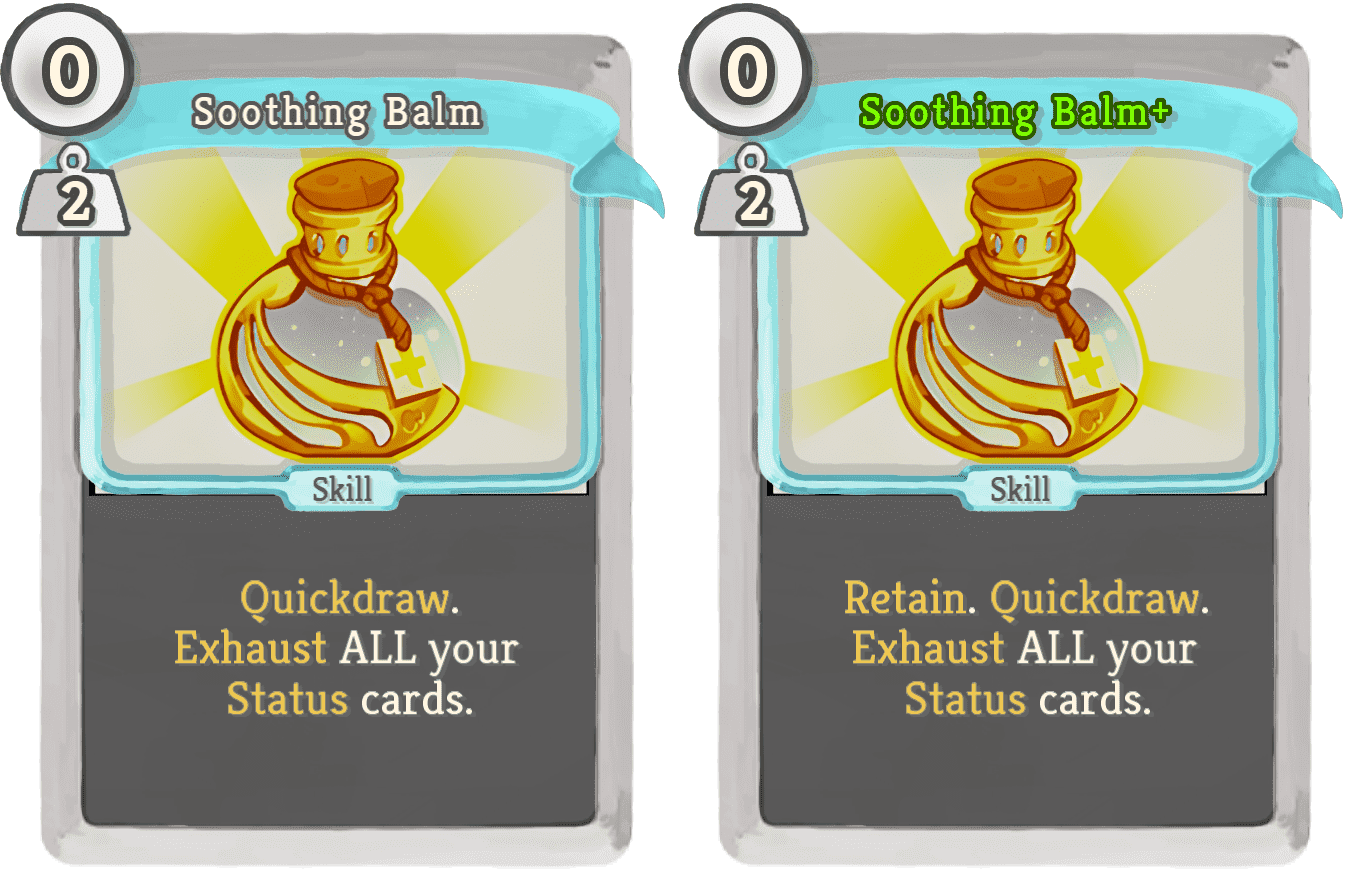 0
Soothing Balm
2
Skill
Quickdraw.
Exhaust ALL your
Status cards.
0
Soothing Balm+
2
Skill
Retain. Quickdraw.
Exhaust ALL your
Status cards.